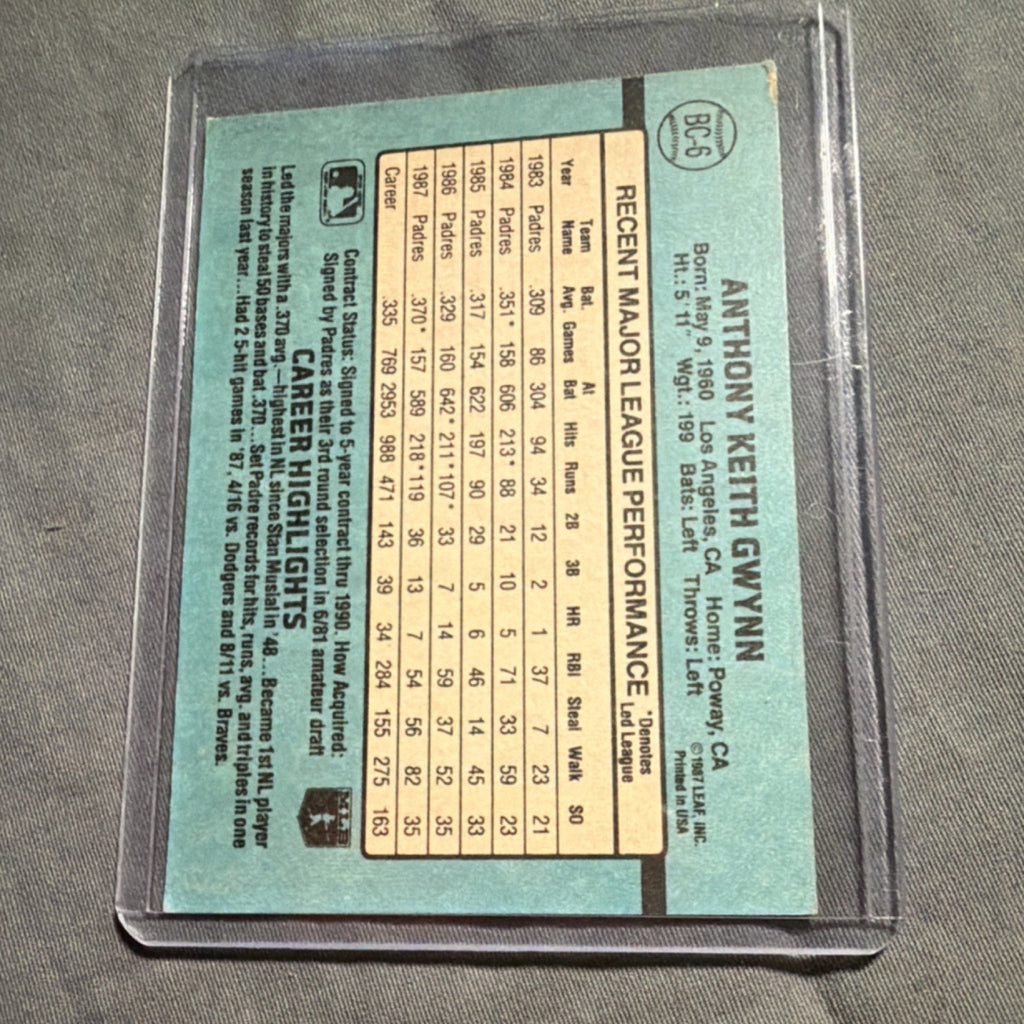 BC-6
ANTHONY KEITH GWYNN
Born: May 9, 1960 Los Angeles, CA Home: Poway, CA
Ht.: 5' 11" Wgt.: 199 Bats: Left Throws: Left
©1987 LEAF, INC.
Printed in USA
RECENT MAJOR LEAGUE PERFORMANCE *Denotes Led League
Year Team Name Bat. Avg. Games At Bat Hits Runs 2B 3B HR RBI Steal Walk SO
1983 Padres .309 86 304 94 34 12 2 1 37 7 23 21
1984 Padres .351* 158 606 213* 88 21 10 5 71 33 59 23
1985 Padres .317 154 622 197 90 29 5 6 46 14 45 33
1986 Padres .329 160 642* 211* 107* 33 7 14 59 37 52 35
1987 Padres .370* 157 589 218* 119 36 13 7 54 56 82 35
Career .335 769 2953 988 471 143 39 34 284 155 275 163
Contract Status: Signed to 5-year contract thru 1990. How Acquired:
Signed by Padres as their 3rd round selection in 6/81 amateur draft
CAREER HIGHLIGHTS
Led the majors with a .370 avg.—highest in NL since Stan Musial in '48...Became 1st NL player
in history to steal 50 bases and bat .370...Set Padre records for hits, runs, avg. and triples in one
season last year...Had 2 5-hit games in '87, 4/16 vs. Dodgers and 8/11 vs. Braves.